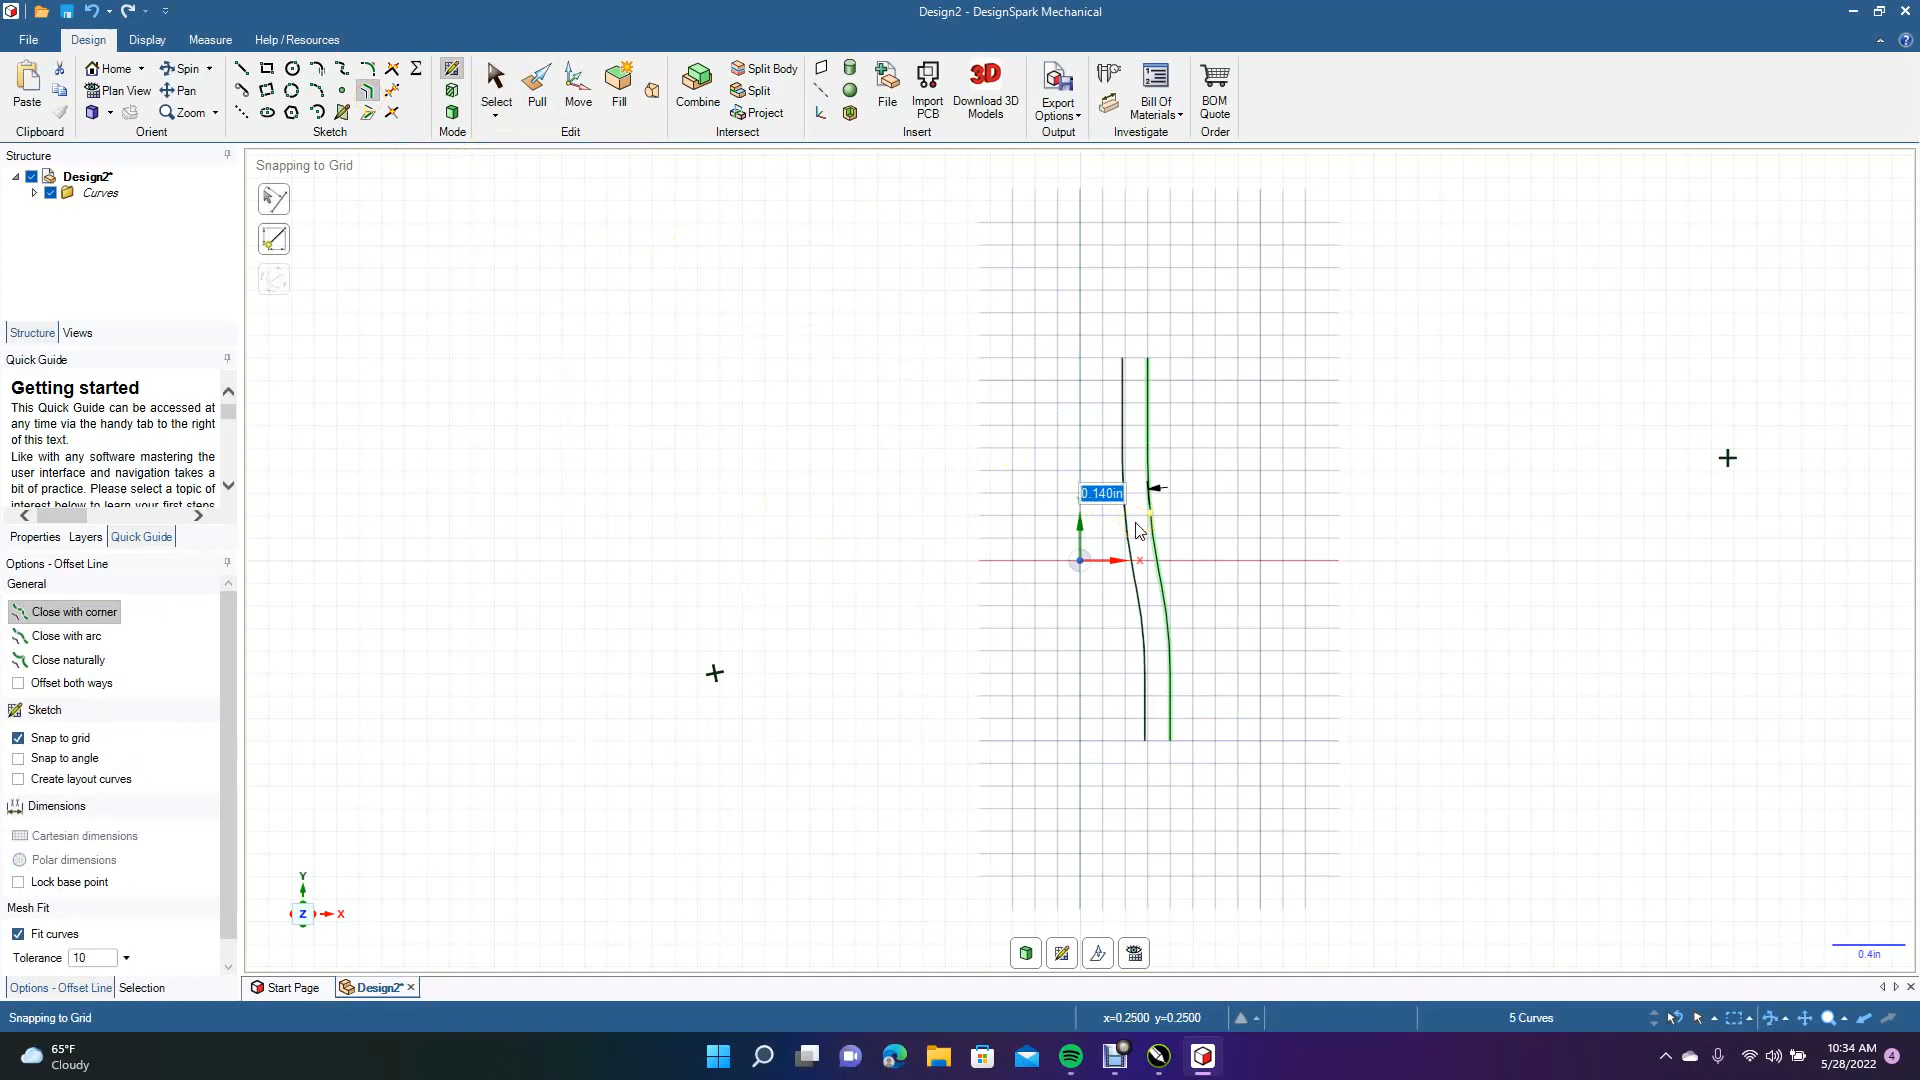 Design2 - DesignSpark Mechanical
File Design Display Measure Help / Resources
Paste
Clipboard
Home Spin
Plan View Pan
Zoom
Orient
Sketch
Mode
Select Pull Move Fill
Edit
Combine Split Body
Split
Project
Intersect
File Import PCB Download 3D Models
Insert
Export Options
Output
Bill Of Materials
Investigate
BOM Quote
Order
Structure
Design2*
Curves
Structure Views
Quick Guide
Getting started
This Quick Guide can be accessed at
any time via the handy tab to the right
of this text.
Like with any software mastering the
user interface and navigation takes a
bit of practice. Please select a topic of
interest below to learn your first steps
Properties Layers Quick Guide
Options - Offset Line
General
Close with corner
Close with arc
Close naturally
Offset both ways
Sketch
Snap to grid
Snap to angle
Create layout curves
Dimensions
Cartesian dimensions
Polar dimensions
Lock base point
Mesh Fit
Fit curves
Tolerance 10
Options - Offset Line Selection
Snapping to Grid
0.140in
X
Y
Z X
0.4in
Start Page Design2*
Snapping to Grid x=0.2500 y=0.2500 5 Curves
65°F
Cloudy
10:34 AM
5/28/2022
4